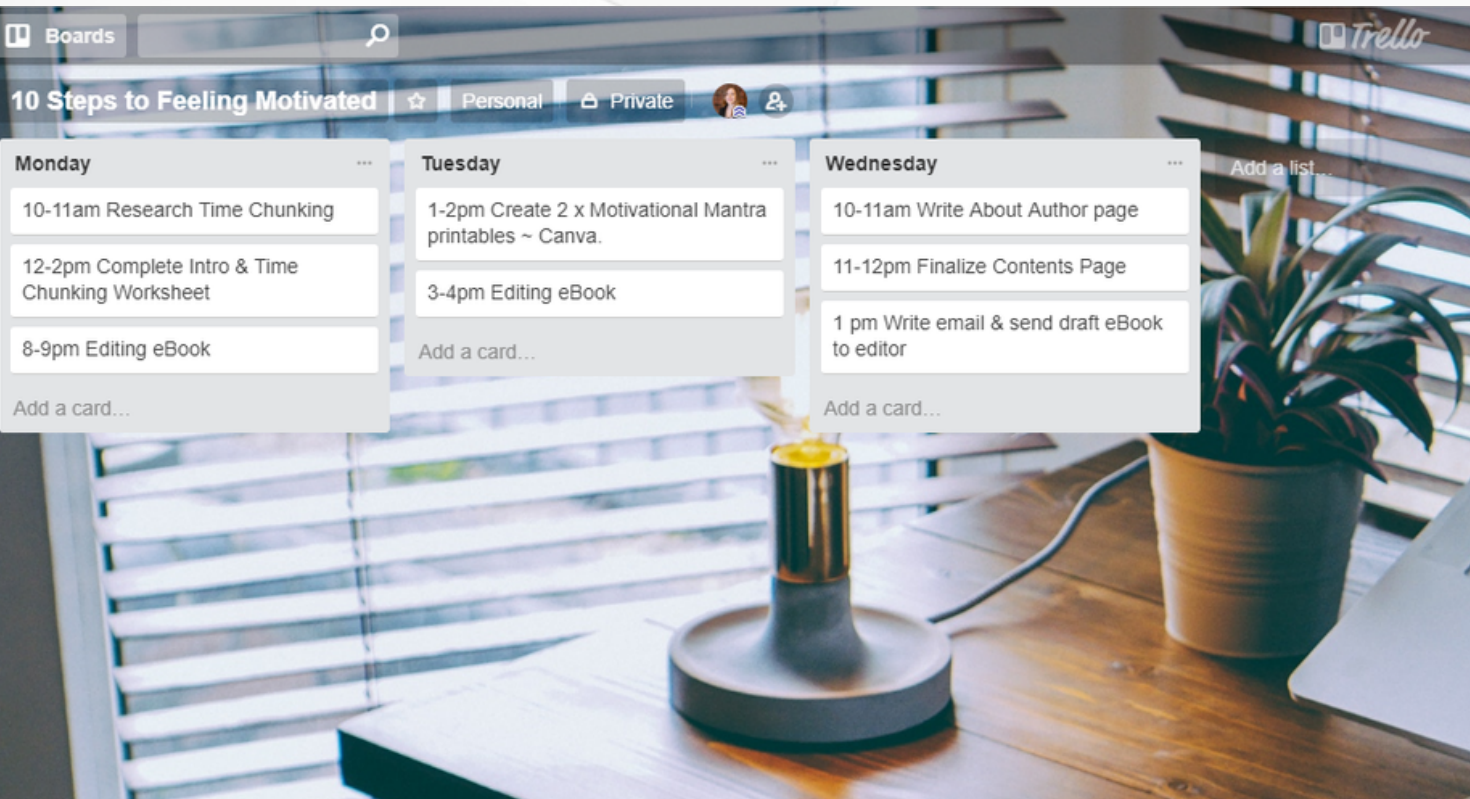 Boards
Trello
10 Steps to Feeling Motivated
Personal
Private
Monday
10-11am Research Time Chunking
12-2pm Complete Intro & Time
Chunking Worksheet
8-9pm Editing eBook
Add a card...
Tuesday
1-2pm Create 2 x Motivational Mantra
printables ~ Canva.
3-4pm Editing eBook
Add a card...
Wednesday
10-11am Write About Author page
11-12pm Finalize Contents Page
1 pm Write email & send draft eBook
to editor
Add a card...
Add a list...